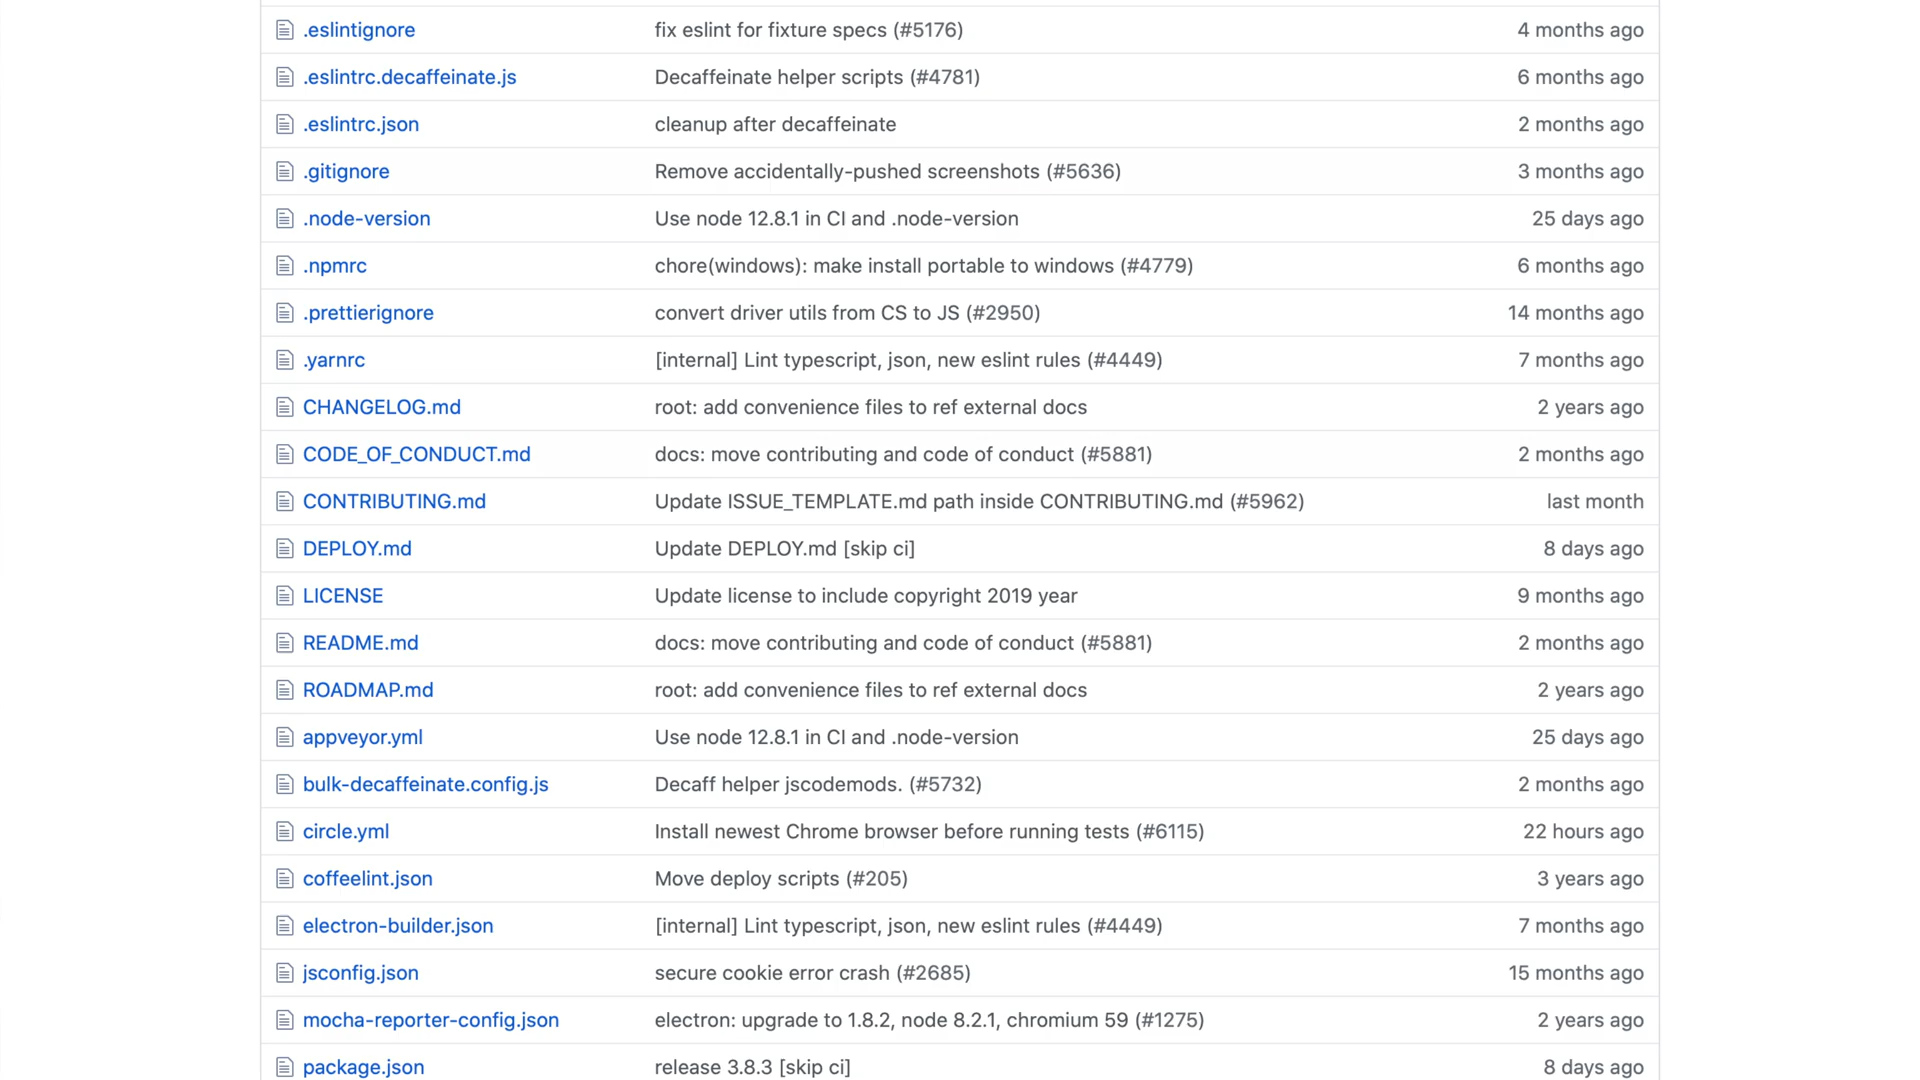 .eslintignore fix eslint for fixture specs (#5176) 4 months ago
.eslintrc.decaffeinate.js Decaffeinate helper scripts (#4781) 6 months ago
.eslintrc.json cleanup after decaffeinate 2 months ago
.gitignore Remove accidentally-pushed screenshots (#5636) 3 months ago
.node-version Use node 12.8.1 in CI and .node-version 25 days ago
.npmrc chore(windows): make install portable to windows (#4779) 6 months ago
.prettierignore convert driver utils from CS to JS (#2950) 14 months ago
.yarnrc [internal] Lint typescript, json, new eslint rules (#4449) 7 months ago
CHANGELOG.md root: add convenience files to ref external docs 2 years ago
CODE_OF_CONDUCT.md docs: move contributing and code of conduct (#5881) 2 months ago
CONTRIBUTING.md Update ISSUE_TEMPLATE.md path inside CONTRIBUTING.md (#5962) last month
DEPLOY.md Update DEPLOY.md [skip ci] 8 days ago
LICENSE Update license to include copyright 2019 year 9 months ago
README.md docs: move contributing and code of conduct (#5881) 2 months ago
ROADMAP.md root: add convenience files to ref external docs 2 years ago
appveyor.yml Use node 12.8.1 in CI and .node-version 25 days ago
bulk-decaffeinate.config.js Decaff helper jscodemods. (#5732) 2 months ago
circle.yml Install newest Chrome browser before running tests (#6115) 22 hours ago
coffeelint.json Move deploy scripts (#205) 3 years ago
electron-builder.json [internal] Lint typescript, json, new eslint rules (#4449) 7 months ago
jsconfig.json secure cookie error crash (#2685) 15 months ago
mocha-reporter-config.json electron: upgrade to 1.8.2, node 8.2.1, chromium 59 (#1275) 2 years ago
package.json release 3.8.3 [skip ci] 8 days ago